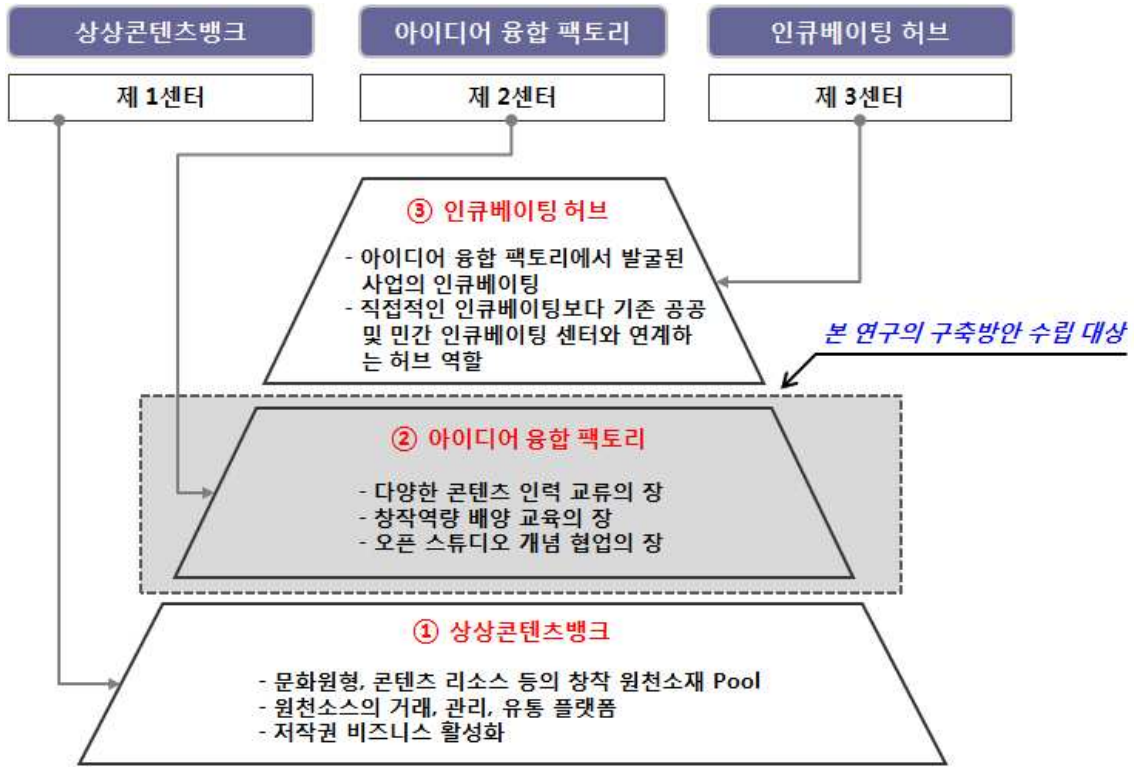 상상콘텐츠뱅크
아이디어 융합 팩토리
인큐베이팅 허브
제 1센터
제 2센터
제 3센터
③ 인큐베이팅 허브
- 아이디어 융합 팩토리에서 발굴된
사업의 인큐베이팅
- 직접적인 인큐베이팅보다 기존 공공
및 민간 인큐베이팅 센터와 연계하
는 허브 역할
본 연구의 구축방안 수립 대상
② 아이디어 융합 팩토리
- 다양한 콘텐츠 인력 교류의 장
- 창작역량 배양 교육의 장
- 오픈 스튜디오 개념 협업의 장
① 상상콘텐츠뱅크
- 문화원형, 콘텐츠 리소스 등의 창작 원천소재 Pool
- 원천소스의 거래, 관리, 유통 플랫폼
- 저작권 비즈니스 활성화